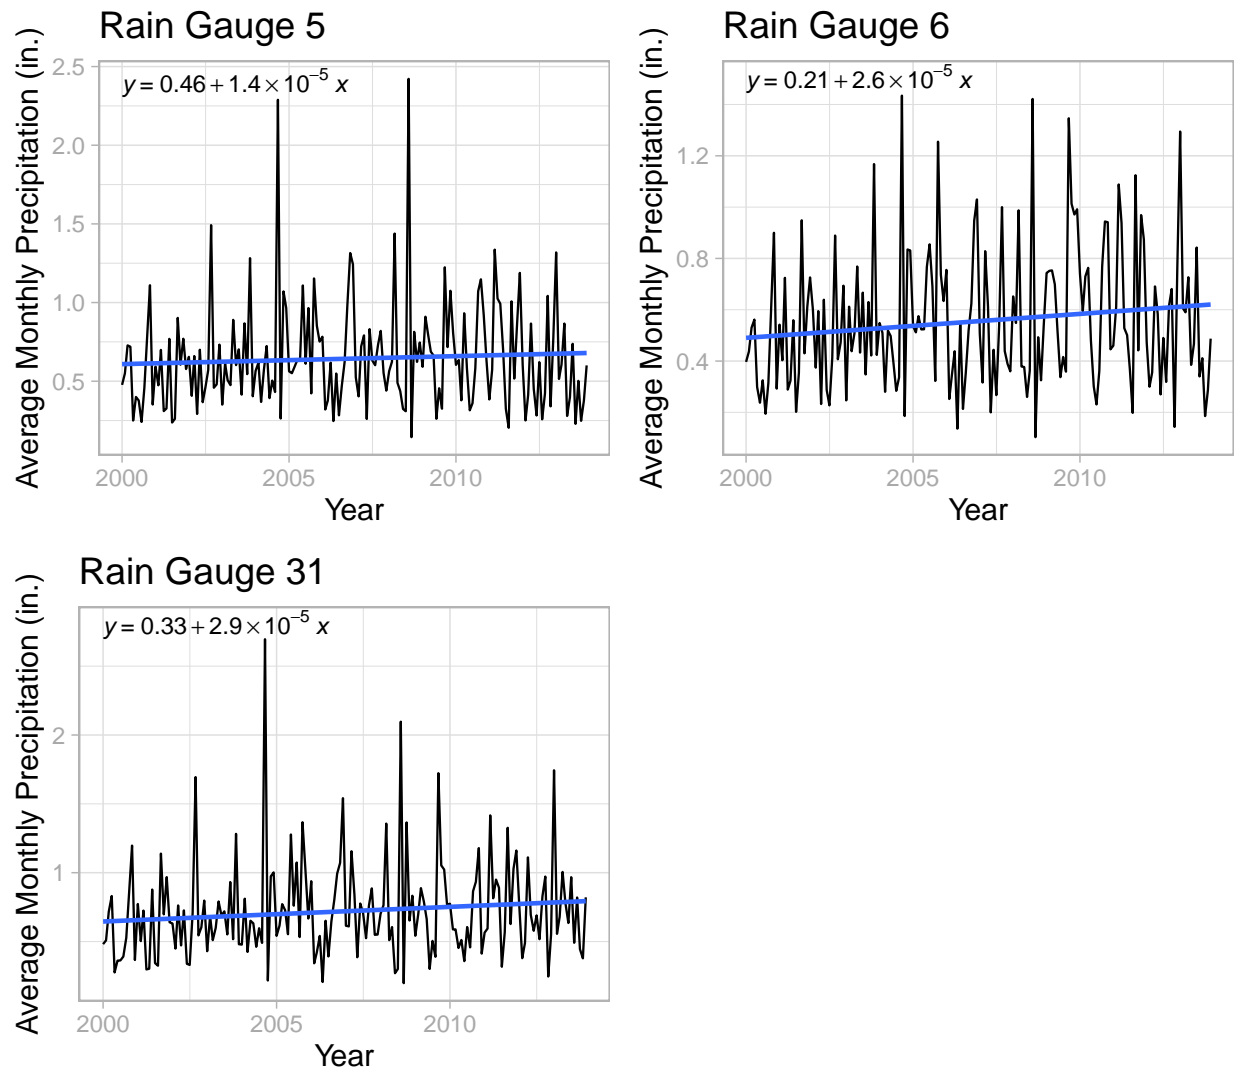 Rain Gauge 5
y = 0.46 + 1.4 × 10⁻⁵ x
Average Monthly Precipitation (in.)
2.5
2.0
1.5
1.0
0.5
2000 2005 2010
Year
Rain Gauge 6
y = 0.21 + 2.6 × 10⁻⁵ x
Average Monthly Precipitation (in.)
1.2
0.8
0.4
2000 2005 2010
Year
Rain Gauge 31
y = 0.33 + 2.9 × 10⁻⁵ x
Average Monthly Precipitation (in.)
2
1
2000 2005 2010
Year